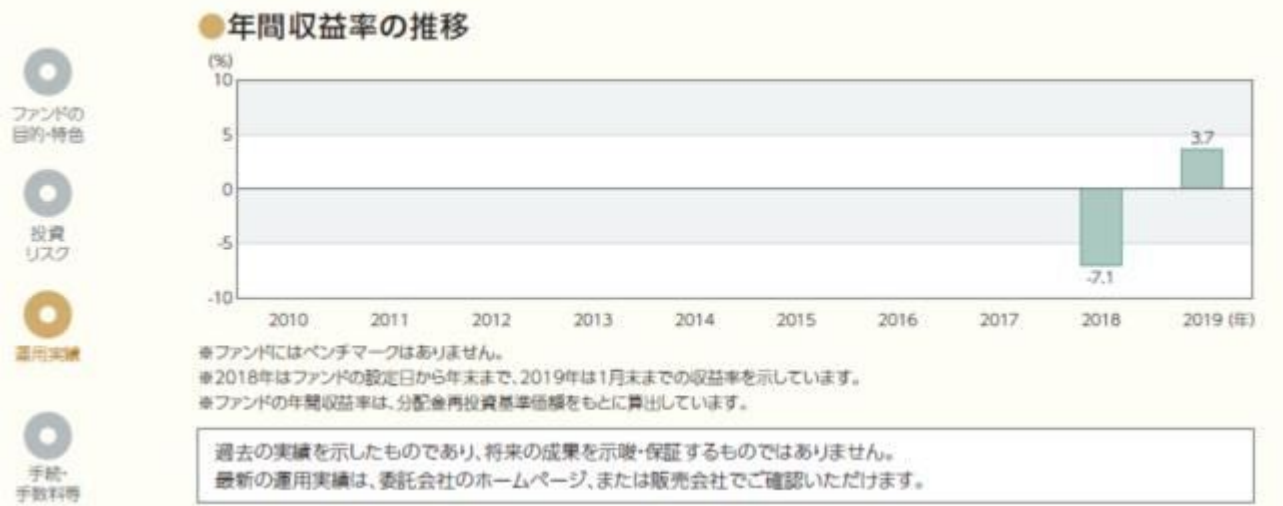 ●年間収益率の推移
(%)
10
5
0
-5
-10
3.7
-7.1
2010 2011 2012 2013 2014 2015 2016 2017 2018 2019 (年)
※ファンドにはベンチマークはありません。
※2018年はファンドの設定日から年末まで、2019年は1月末までの収益率を示しています。
※ファンドの年間収益率は、分配金再投資基準価額をもとに算出しています。
過去の実績を示したものであり、将来の成果を示唆・保証するものではありません。
最新の運用実績は、委託会社のホームページ、または販売会社でご確認いただけます。
ファンドの
目的・特色
投資
リスク
運用実績
手続・
手数料等